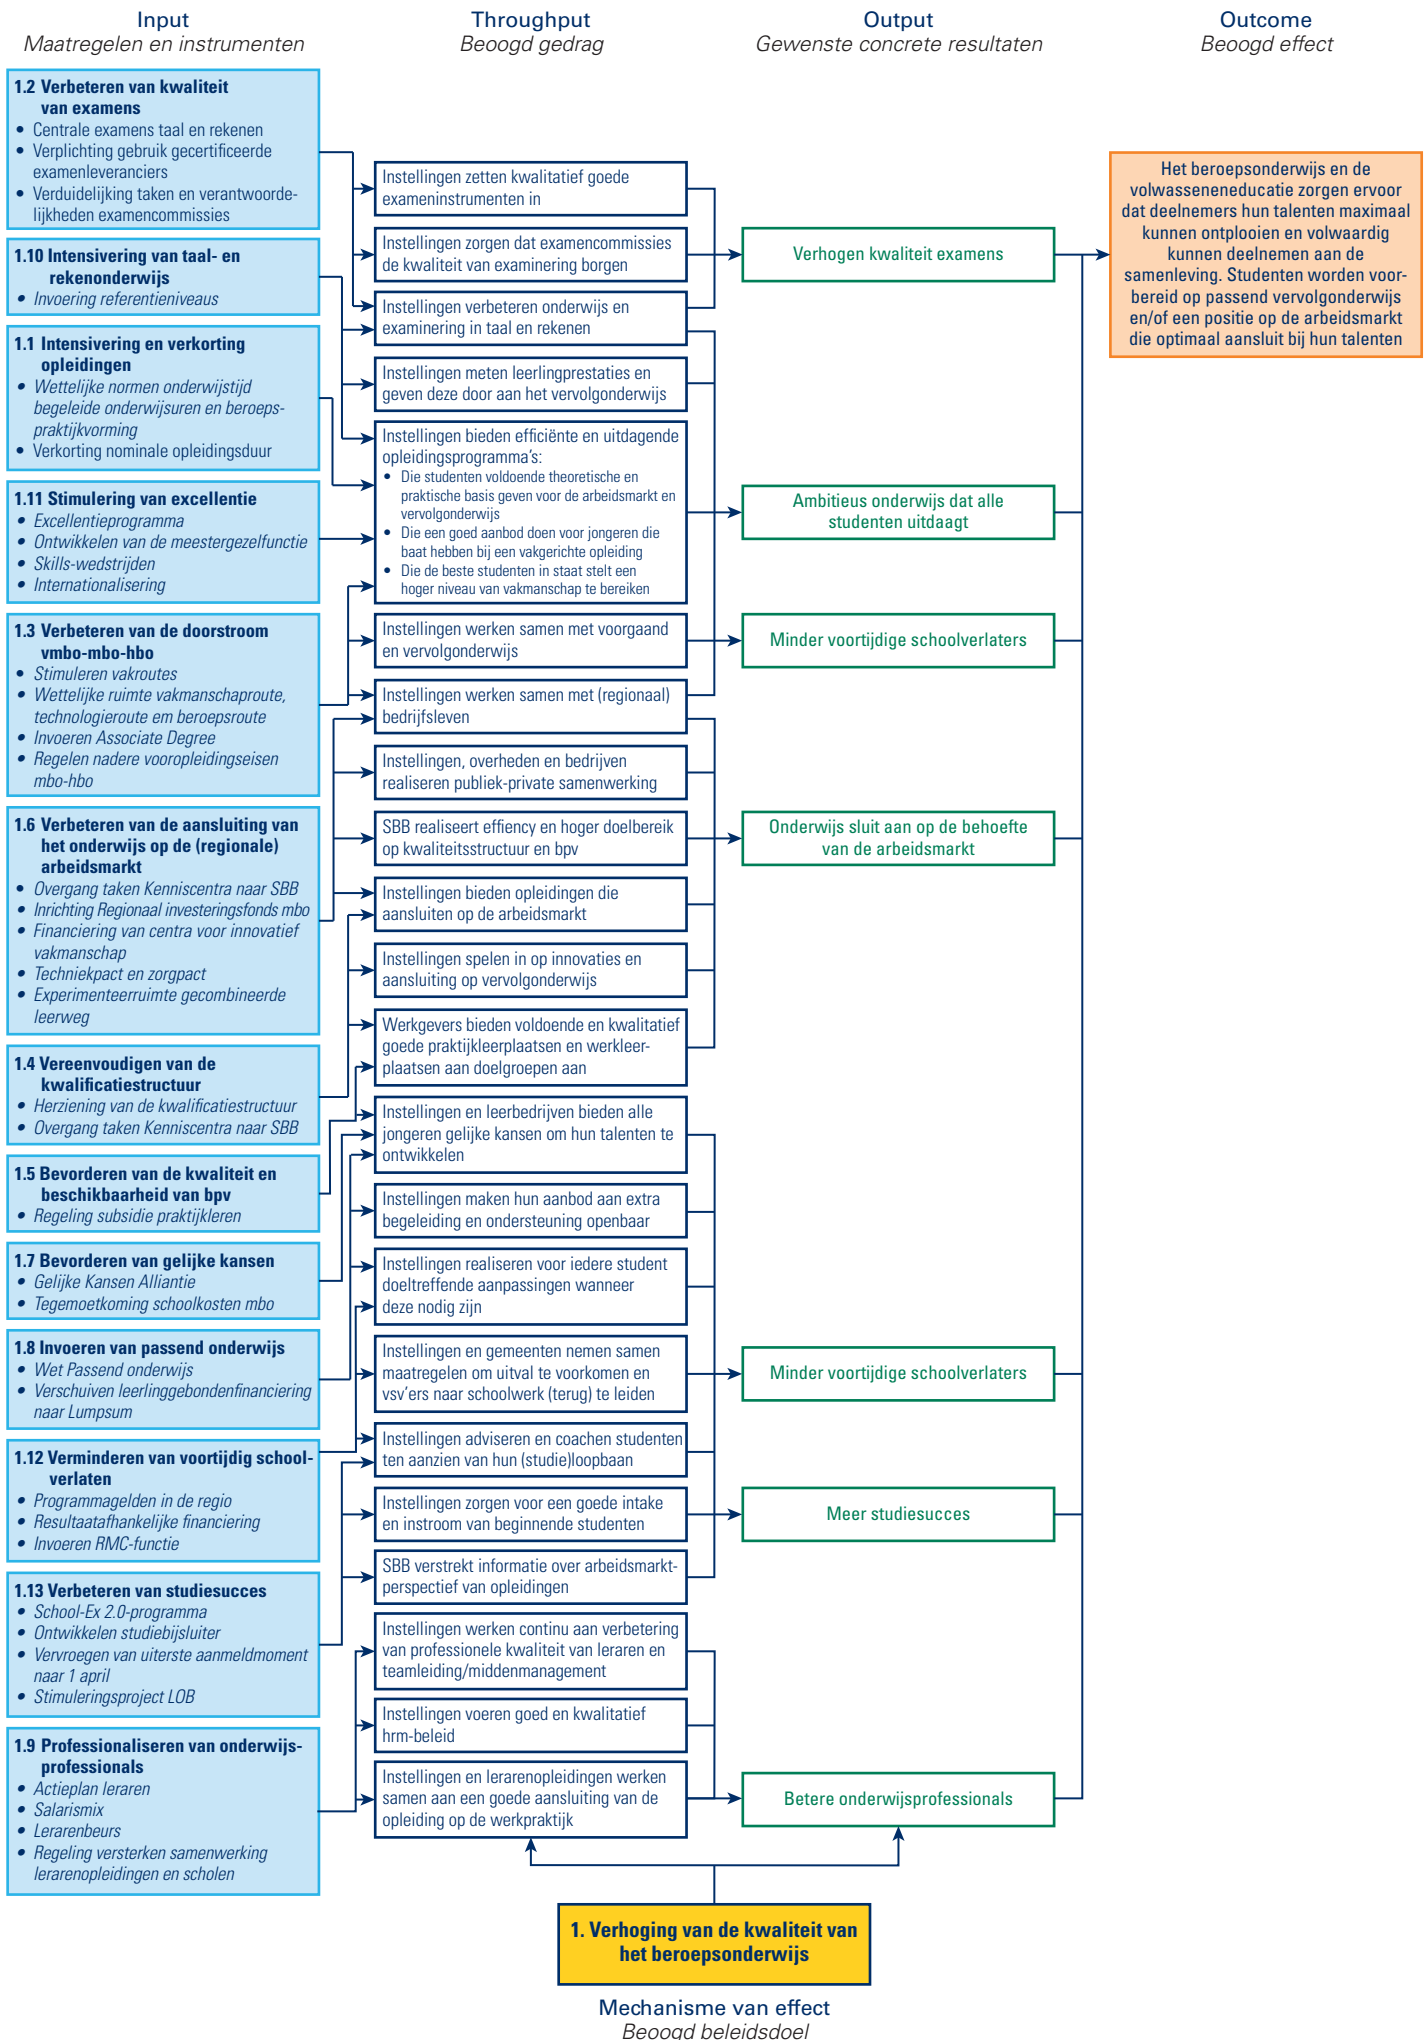 Input
Maatregelen en instrumenten
1.2 Verbeteren van kwaliteit
van examens
• Centrale examens taal en rekenen
• Verplichting gebruik gecertificeerde
examenleveranciers
• Verduidelijking taken en verantwoorde-
lijkheden examencommissies
1.10 Intensivering van taal- en
rekenonderwijs
• Invoering referentieniveaus
1.1 Intensivering en verkorting
opleidingen
• Wettelijke normen onderwijstijd
begeleide onderwijsuren en beroeps-
praktijkvorming
• Verkorting nominale opleidingsduur
1.11 Stimulering van excellentie
• Excellentieprogramma
• Ontwikkelen van de meestergezelfunctie
• Skills-wedstrijden
• Internationalisering
1.3 Verbeteren van de doorstroom
vmbo-mbo-hbo
• Stimuleren vakroutes
• Wettelijke ruimte vakmanschaproute,
technologieroute em beroepsroute
• Invoeren Associate Degree
• Regelen nadere vooropleidingseisen
mbo-hbo
1.6 Verbeteren van de aansluiting van
het onderwijs op de (regionale)
arbeidsmarkt
• Overgang taken Kenniscentra naar SBB
• Inrichting Regionaal investeringsfonds mbo
• Financiering van centra voor innovatief
vakmanschap
• Techniekpact en zorgpact
• Experimenteerruimte gecombineerde
leerweg
1.4 Vereenvoudigen van de
kwalificatiestructuur
• Herziening van de kwalificatiestructuur
• Overgang taken Kenniscentra naar SBB
1.5 Bevorderen van de kwaliteit en
beschikbaarheid van bpv
• Regeling subsidie praktijkleren
1.7 Bevorderen van gelijke kansen
• Gelijke Kansen Alliantie
• Tegemoetkoming schoolkosten mbo
1.8 Invoeren van passend onderwijs
• Wet Passend onderwijs
• Verschuiven leerlinggebondenfinanciering
naar Lumpsum
1.12 Verminderen van voortijdig school-
verlaten
• Programmagelden in de regio
• Resultaatafhankelijke financiering
• Invoeren RMC-functie
1.13 Verbeteren van studiesucces
• School-Ex 2.0-programma
• Ontwikkelen studiebijsluiter
• Vervroegen van uiterste aanmeldmoment
naar 1 april
• Stimuleringsproject LOB
1.9 Professionaliseren van onderwijs-
professionals
• Actieplan leraren
• Salarismix
• Lerarenbeurs
• Regeling versterken samenwerking
lerarenopleidingen en scholen
Throughput
Beoogd gedrag
Instellingen zetten kwalitatief goede
exameninstrumenten in
Instellingen zorgen dat examencommissies
de kwaliteit van examinering borgen
Instellingen verbeteren onderwijs en
examinering in taal en rekenen
Instellingen meten leerlingprestaties en
geven deze door aan het vervolgonderwijs
Instellingen bieden efficiënte en uitdagende
opleidingsprogramma's:
• Die studenten voldoende theoretische en
praktische basis geven voor de arbeidsmarkt en
vervolgonderwijs
• Die een goed aanbod doen voor jongeren die
baat hebben bij een vakgerichte opleiding
• Die de beste studenten in staat stelt een
hoger niveau van vakmanschap te bereiken
Instellingen werken samen met voorgaand
en vervolgonderwijs
Instellingen werken samen met (regionaal)
bedrijfsleven
Instellingen, overheden en bedrijven
realiseren publiek-private samenwerking
SBB realiseert effiency en hoger doelbereik
op kwaliteitsstructuur en bpv
Instellingen bieden opleidingen die
aansluiten op de arbeidsmarkt
Instellingen spelen in op innovaties en
aansluiting op vervolgonderwijs
Werkgevers bieden voldoende en kwalitatief
goede praktijkleerplaatsen en werkleer-
plaatsen aan doelgroepen aan
Instellingen en leerbedrijven bieden alle
jongeren gelijke kansen om hun talenten te
ontwikkelen
Instellingen maken hun aanbod aan extra
begeleiding en ondersteuning openbaar
Instellingen realiseren voor iedere student
doeltreffende aanpassingen wanneer
deze nodig zijn
Instellingen en gemeenten nemen samen
maatregelen om uitval te voorkomen en
vsv'ers naar schoolwerk (terug) te leiden
Instellingen adviseren en coachen studenten
ten aanzien van hun (studie)loopbaan
Instellingen zorgen voor een goede intake
en instroom van beginnende studenten
SBB verstrekt informatie over arbeidsmarkt-
perspectief van opleidingen
Instellingen werken continu aan verbetering
van professionele kwaliteit van leraren en
teamleiding/middenmanagement
Instellingen voeren goed en kwalitatief
hrm-beleid
Instellingen en lerarenopleidingen werken
samen aan een goede aansluiting van de
opleiding op de werkpraktijk
Output
Gewenste concrete resultaten
Verhogen kwaliteit examens
Ambitieus onderwijs dat alle
studenten uitdaagt
Minder voortijdige schoolverlaters
Onderwijs sluit aan op de behoefte
van de arbeidsmarkt
Minder voortijdige schoolverlaters
Meer studiesucces
Betere onderwijsprofessionals
Outcome
Beoogd effect
Het beroepsonderwijs en de
volwasseneneducatie zorgen ervoor
dat deelnemers hun talenten maximaal
kunnen ontplooien en volwaardig
kunnen deelnemen aan de
samenleving. Studenten worden voor-
bereid op passend vervolgonderwijs
en/of een positie op de arbeidsmarkt
die optimaal aansluit bij hun talenten
1. Verhoging van de kwaliteit van
het beroepsonderwijs
Mechanisme van effect
Beoogd beleidsdoel